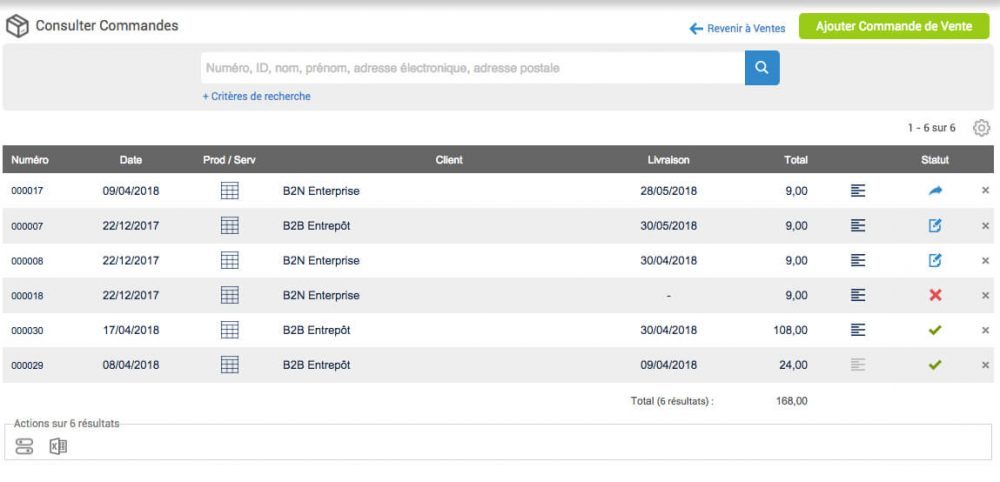 Consulter Commandes
Revenir à Ventes
Ajouter Commande de Vente
Numéro, ID, nom, prénom, adresse électronique, adresse postale
+ Critères de recherche
1 - 6 sur 6
Numéro Date Prod / Serv Client Livraison Total Statut
000017 09/04/2018 B2N Enterprise 28/05/2018 9,00
000007 22/12/2017 B2B Entrepôt 30/05/2018 9,00
000008 22/12/2017 B2N Enterprise 30/04/2018 9,00
000016 22/12/2017 B2N Enterprise - 9,00
000030 17/04/2018 B2B Entrepôt 30/04/2018 108,00
000029 08/04/2018 B2B Entrepôt 09/04/2018 24,00
Total (6 résultats) : 168,00
Actions sur 6 résultats